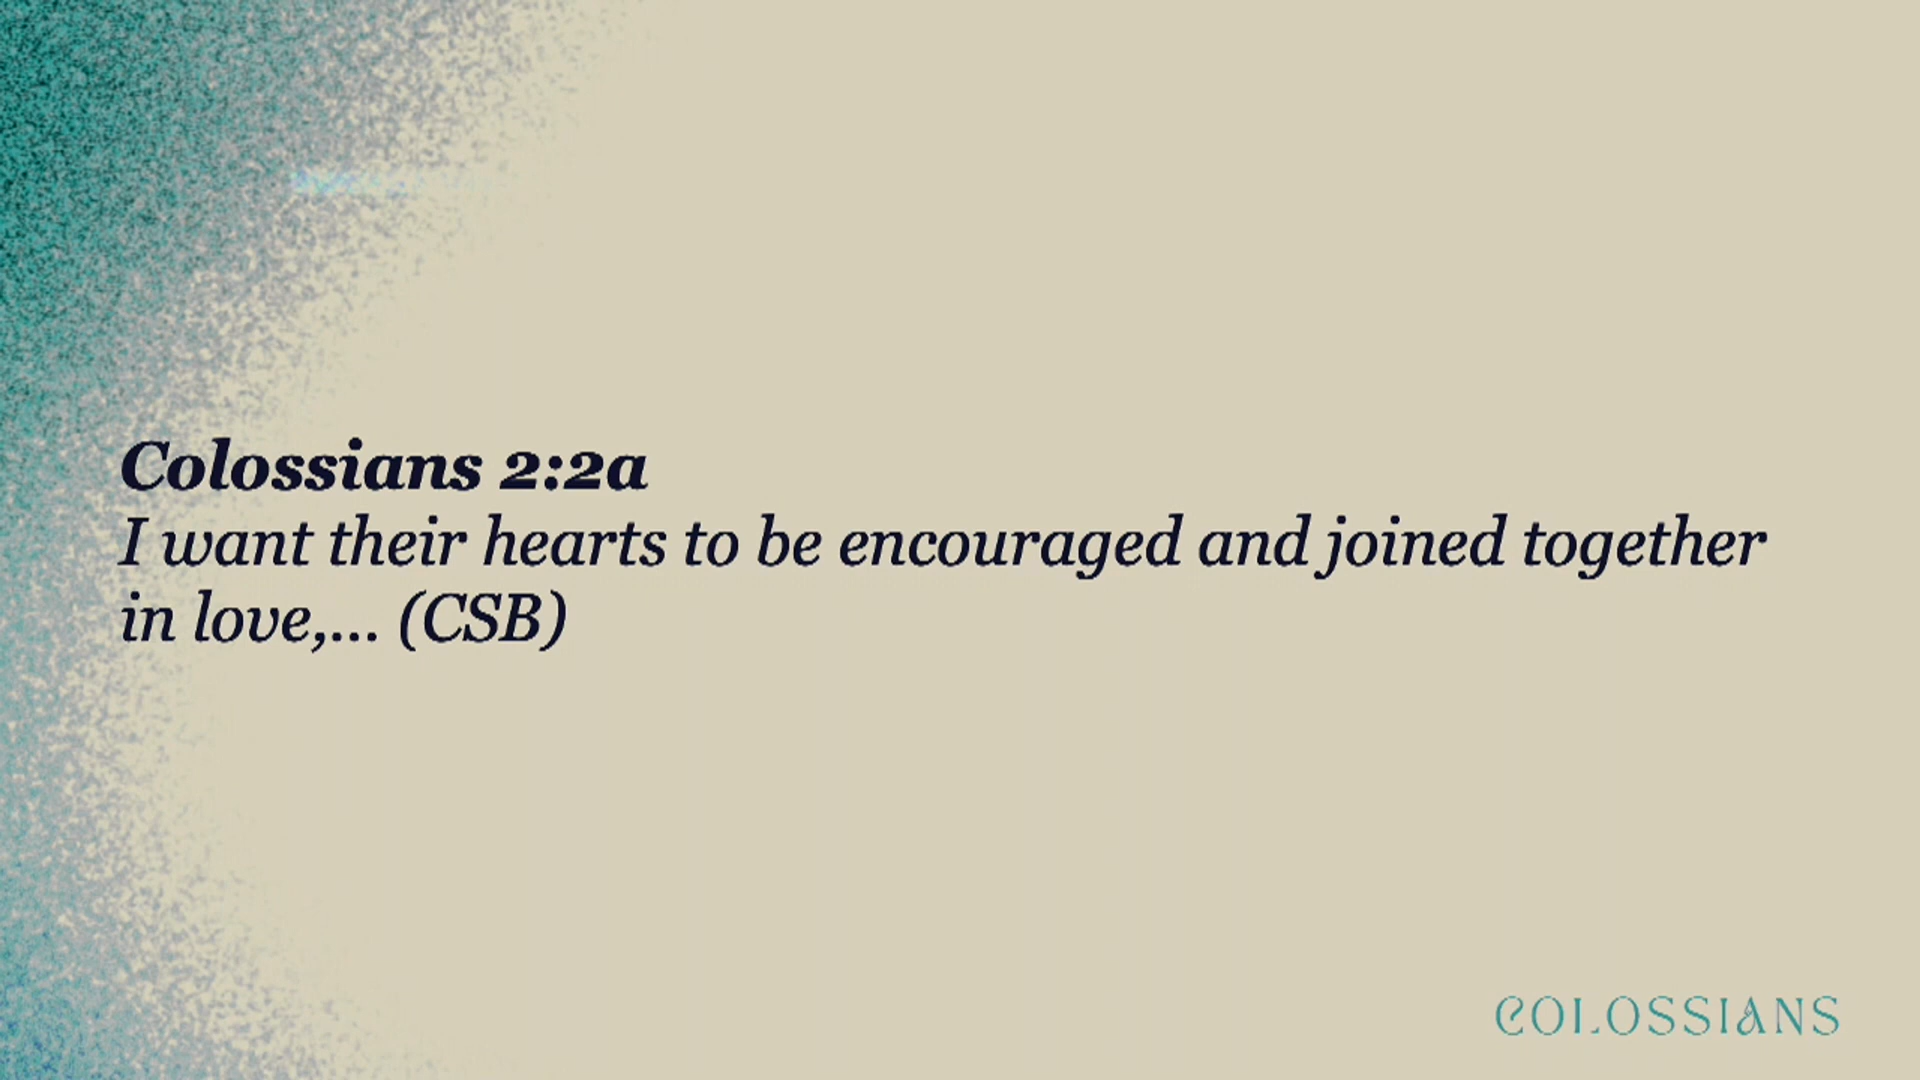 Colossians 2:2a
I want their hearts to be encouraged and joined together
in love,... (CSB)
COLOSSIANS